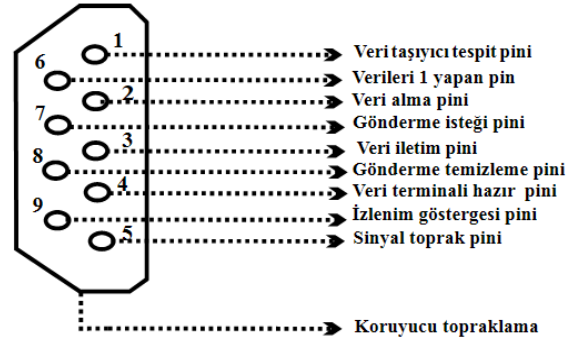 1 Veri taşıyıcı tespit pini
6 Verileri 1 yapan pin
2 Veri alma pini
7 Gönderme isteği pini
3 Veri iletim pini
8 Gönderme temizleme pini
4 Veri terminali hazır pini
9 İzlenim göstergesi pini
5 Sinyal toprak pini
Koruyucu topraklama